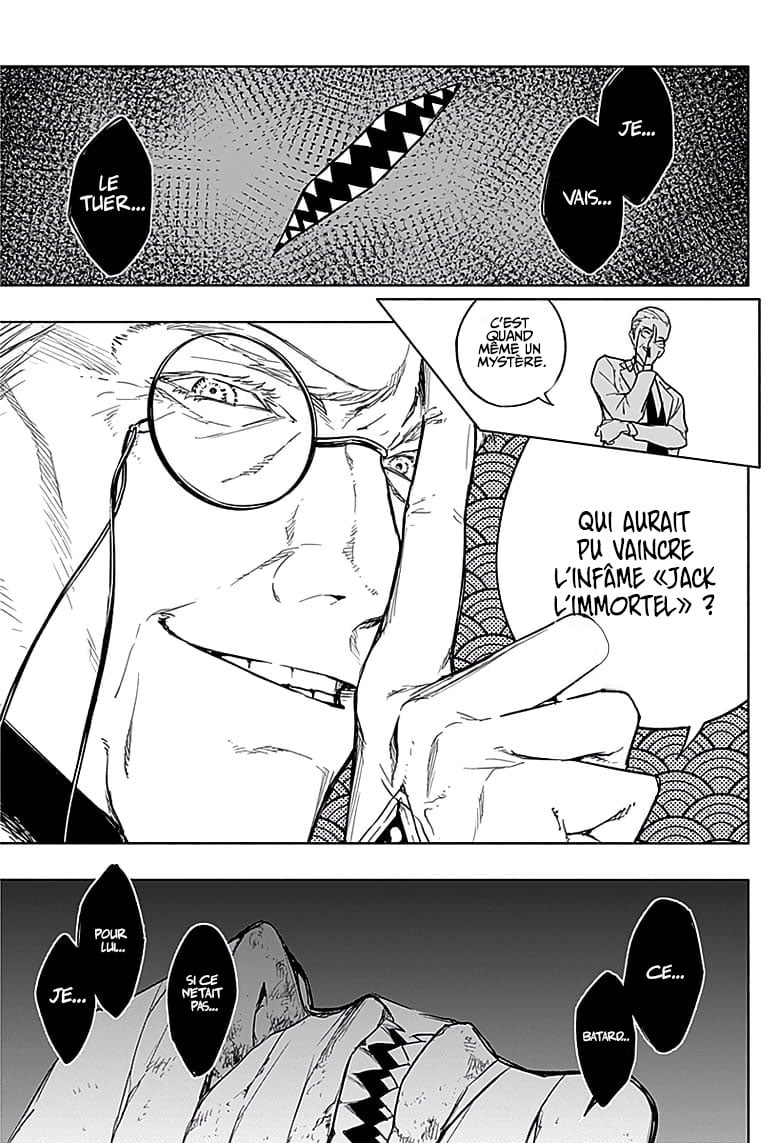 JE...
VAIS...
LE
TUER...
C'EST
QUAND
MÊME UN
MYSTÈRE.
QUI AURAIT
PU VAINCRE
L'INFÂME «JACK
L'IMMORTEL» ?
CE...
BATARD...
SI CE
N'ETAIT
PAS...
POUR
LUI...
JE...